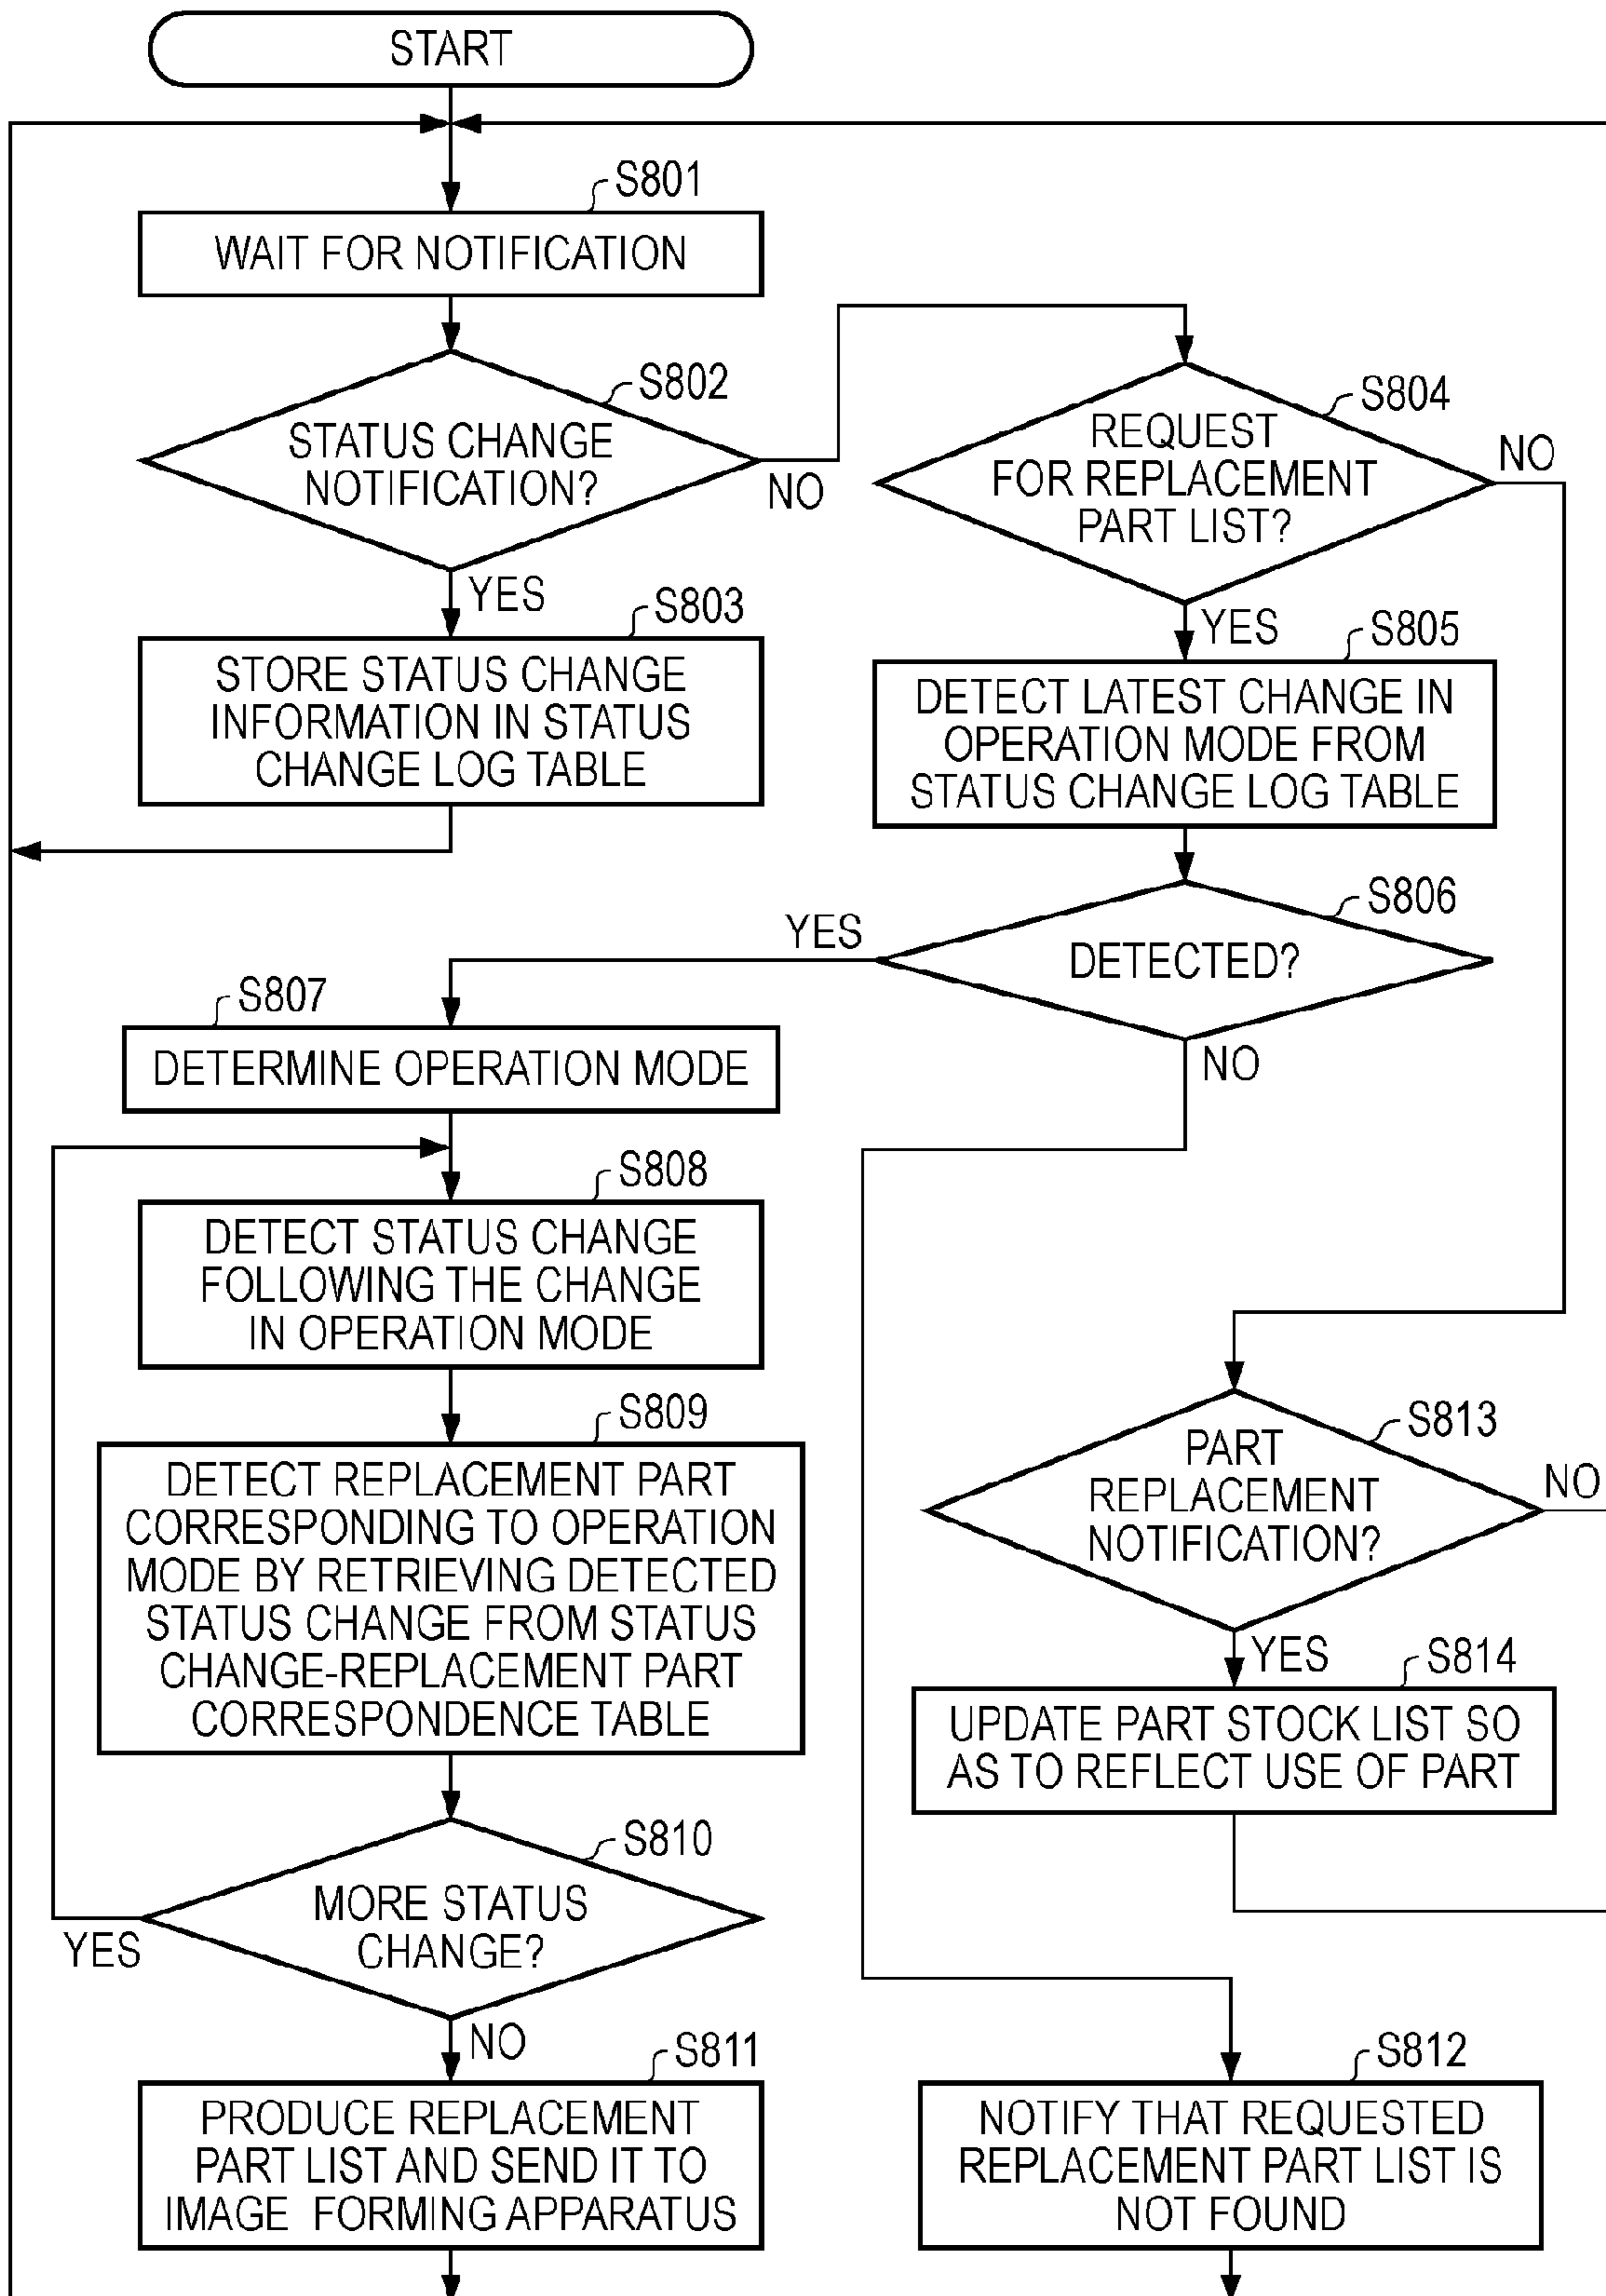 START
S801
WAIT FOR NOTIFICATION
S802
STATUS CHANGE
NOTIFICATION?
NO
YES
S803
STORE STATUS CHANGE
INFORMATION IN STATUS
CHANGE LOG TABLE
S804
REQUEST
FOR REPLACEMENT
PART LIST?
NO
YES
S805
DETECT LATEST CHANGE IN
OPERATION MODE FROM
STATUS CHANGE LOG TABLE
S806
DETECTED?
YES
NO
S807
DETERMINE OPERATION MODE
S808
DETECT STATUS CHANGE
FOLLOWING THE CHANGE
IN OPERATION MODE
S809
DETECT REPLACEMENT PART
CORRESPONDING TO OPERATION
MODE BY RETRIEVING DETECTED
STATUS CHANGE FROM STATUS
CHANGE-REPLACEMENT PART
CORRESPONDENCE TABLE
S810
MORE STATUS
CHANGE?
YES
NO
S811
PRODUCE REPLACEMENT
PART LIST AND SEND IT TO
IMAGE FORMING APPARATUS
S813
PART
REPLACEMENT
NOTIFICATION?
NO
YES
S814
UPDATE PART STOCK LIST SO
AS TO REFLECT USE OF PART
S812
NOTIFY THAT REQUESTED
REPLACEMENT PART LIST IS
NOT FOUND